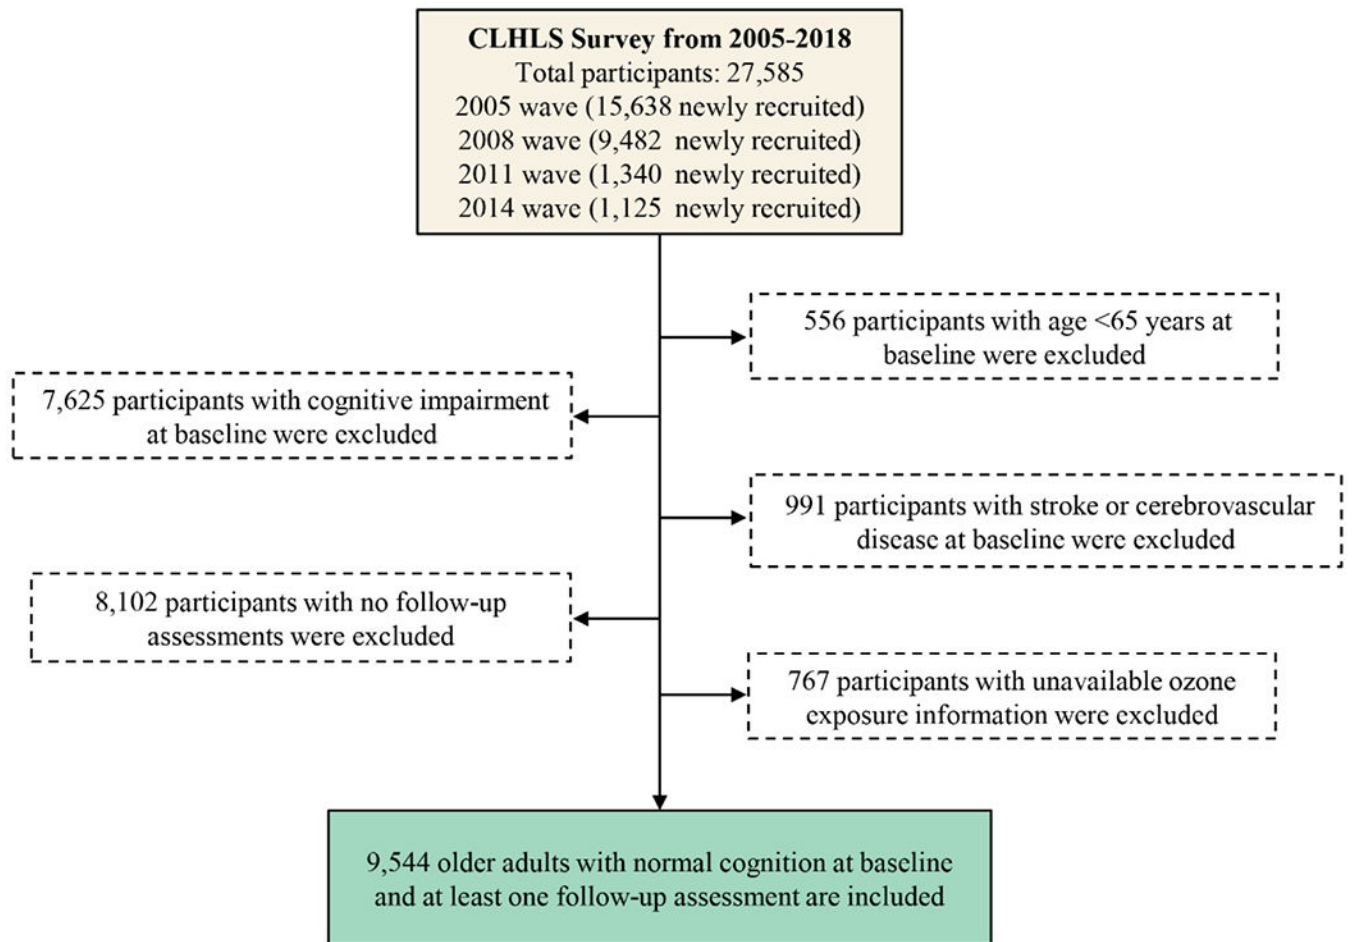 CLHLS Survey from 2005-2018
Total participants: 27,585
2005 wave (15,638 newly recruited)
2008 wave (9,482 newly recruited)
2011 wave (1,340 newly recruited)
2014 wave (1,125 newly recruited)
556 participants with age <65 years at
baseline were excluded
7,625 participants with cognitive impairment
at baseline were excluded
991 participants with stroke or cerebrovascular
disease at baseline were excluded
8,102 participants with no follow-up
assessments were excluded
767 participants with unavailable ozone
exposure information were excluded
9,544 older adults with normal cognition at baseline
and at least one follow-up assessment are included